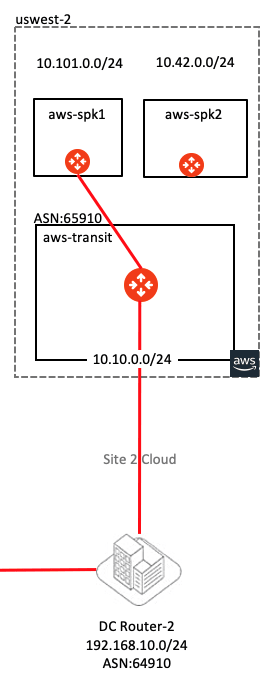 uswest-2
10.101.0.0/24
10.42.0.0/24
aws-spk1
aws-spk2
ASN:65910
aws-transit
10.10.0.0/24
aws
Site 2 Cloud
DC Router-2
192.168.10.0/24
ASN:64910